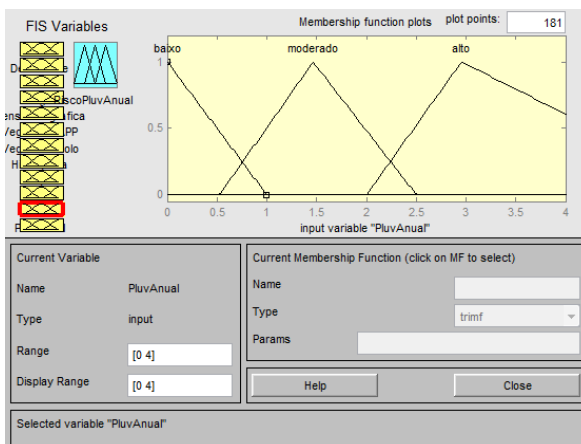 FIS Variables
Membership function plots
plot points:
181
RiscoPluvAnual
baixo
moderado
alto
1
0.5
0
0
0.5
1
1.5
2
2.5
3
3.5
4
input variable "PluvAnual"
Current Variable
Name
PluvAnual
Type
input
Range
[0 4]
Display Range
[0 4]
Current Membership Function (click on MF to select)
Name
Type
trimf
Params
Help
Close
Selected variable "PluvAnual"